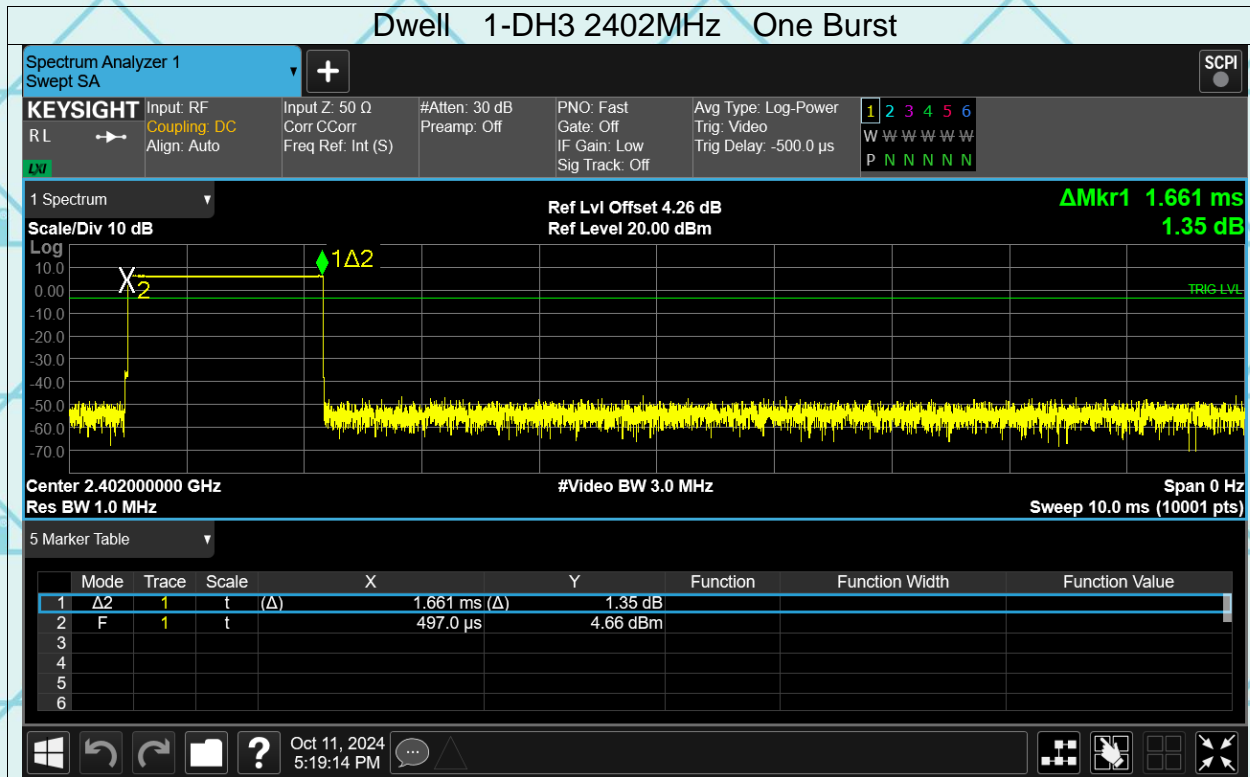 Dwell 1-DH3 2402MHz One Burst
Spectrum Analyzer 1
Swept SA
+
SCPI
KEYSIGHT
RL
LXI
Input: RF
Coupling: DC
Align: Auto
Input Z: 50 Ω
Corr CCorr
Freq Ref: Int (S)
#Atten: 30 dB
Preamp: Off
PNO: Fast
Gate: Off
IF Gain: Low
Sig Track: Off
Avg Type: Log-Power
Trig: Video
Trig Delay: -500.0 µs
1 2 3 4 5 6
W W W W W W
P N N N N N
1 Spectrum
Scale/Div 10 dB
Ref Lvl Offset 4.26 dB
Ref Level 20.00 dBm
ΔMkr1 1.661 ms
1.35 dB
Log
10.0
0.00
-10.0
-20.0
-30.0
-40.0
-50.0
-60.0
-70.0
X
2
1Δ2
TRIG LVL
Center 2.402000000 GHz
Res BW 1.0 MHz
#Video BW 3.0 MHz
Span 0 Hz
Sweep 10.0 ms (10001 pts)
5 Marker Table
Mode Trace Scale X Y Function Function Width Function Value
1 Δ2 1 t (Δ) 1.661 ms (Δ) 1.35 dB
2 F 1 t 497.0 µs 4.66 dBm
3
4
5
6
?
Oct 11, 2024
5:19:14 PM